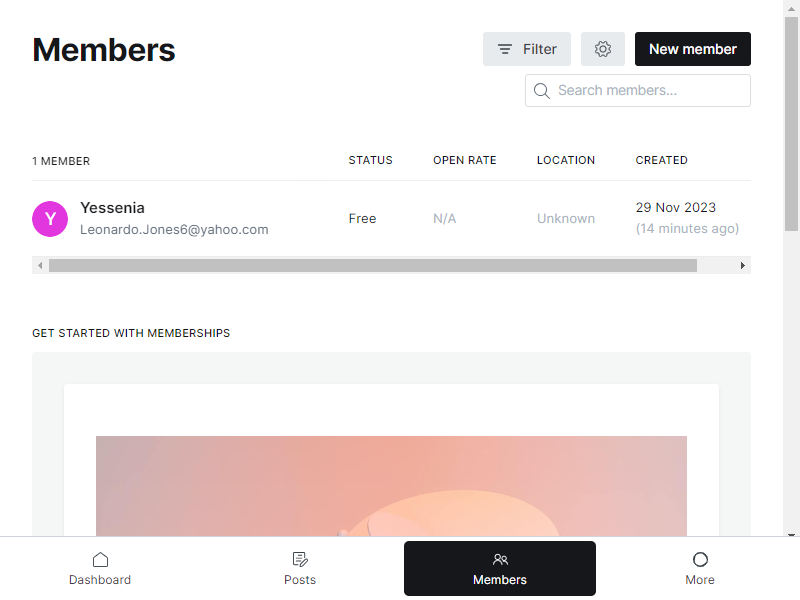 Members
Filter
New member
Search members...
1 MEMBER STATUS OPEN RATE LOCATION CREATED
Y Yessenia
Leonardo.Jones6@yahoo.com
Free N/A Unknown
29 Nov 2023
(14 minutes ago)
GET STARTED WITH MEMBERSHIPS
Dashboard
Posts
Members
More